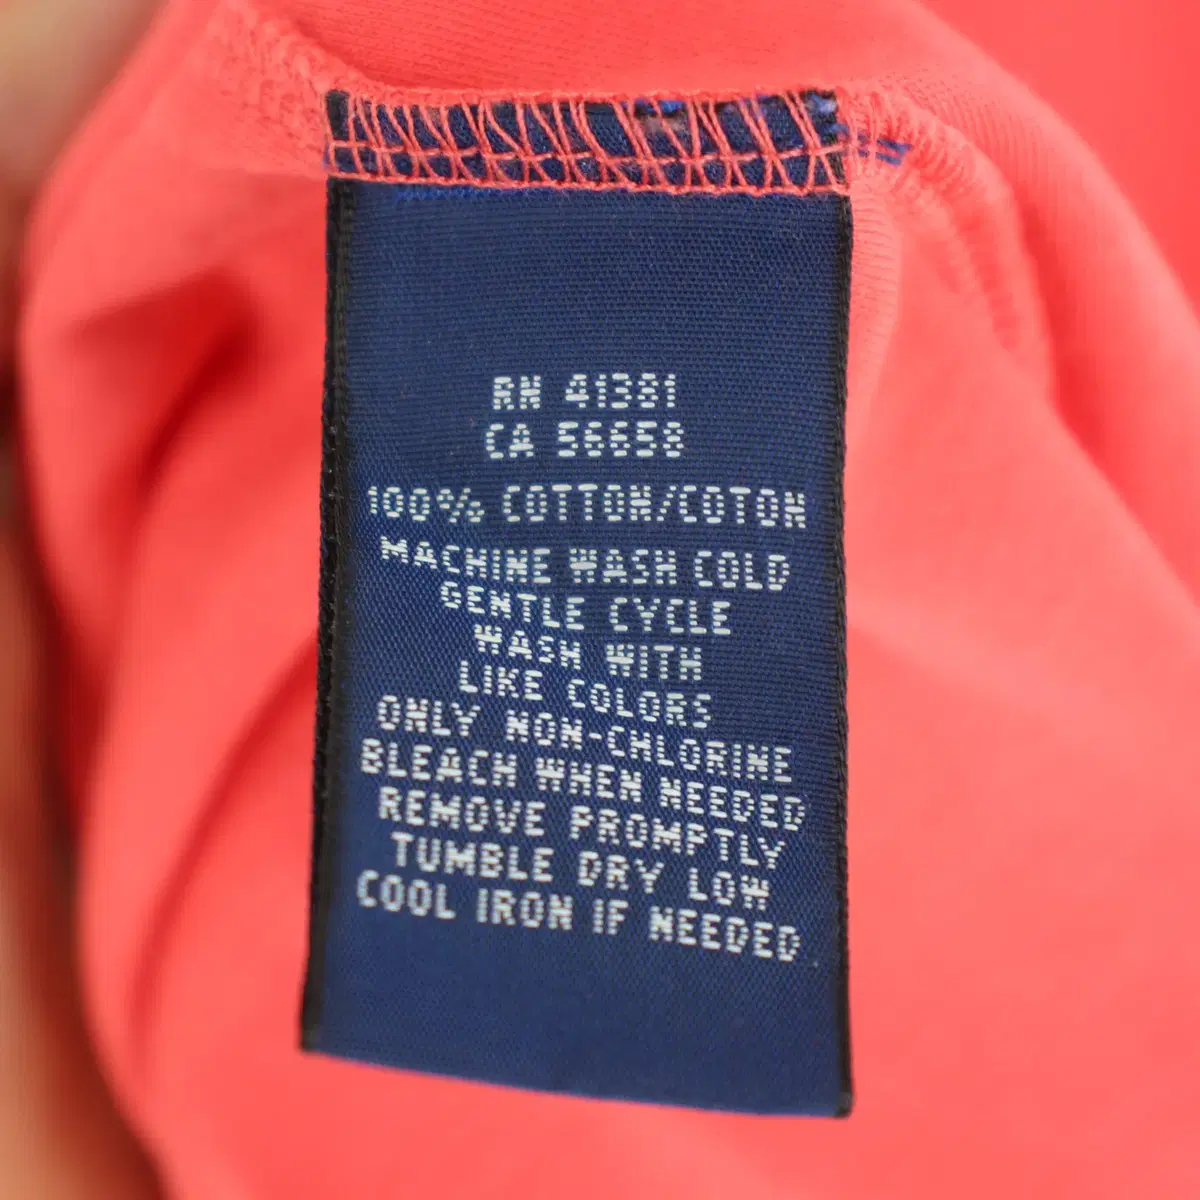 RN 41381
CA 56658
100% COTTON/COTON
MACHINE WASH COLD
GENTLE CYCLE
WASH WITH
LIKE COLORS
ONLY NON-CHLORINE
BLEACH WHEN NEEDED
REMOVE PROMPTLY
TUMBLE DRY LOW
COOL IRON IF NEEDED